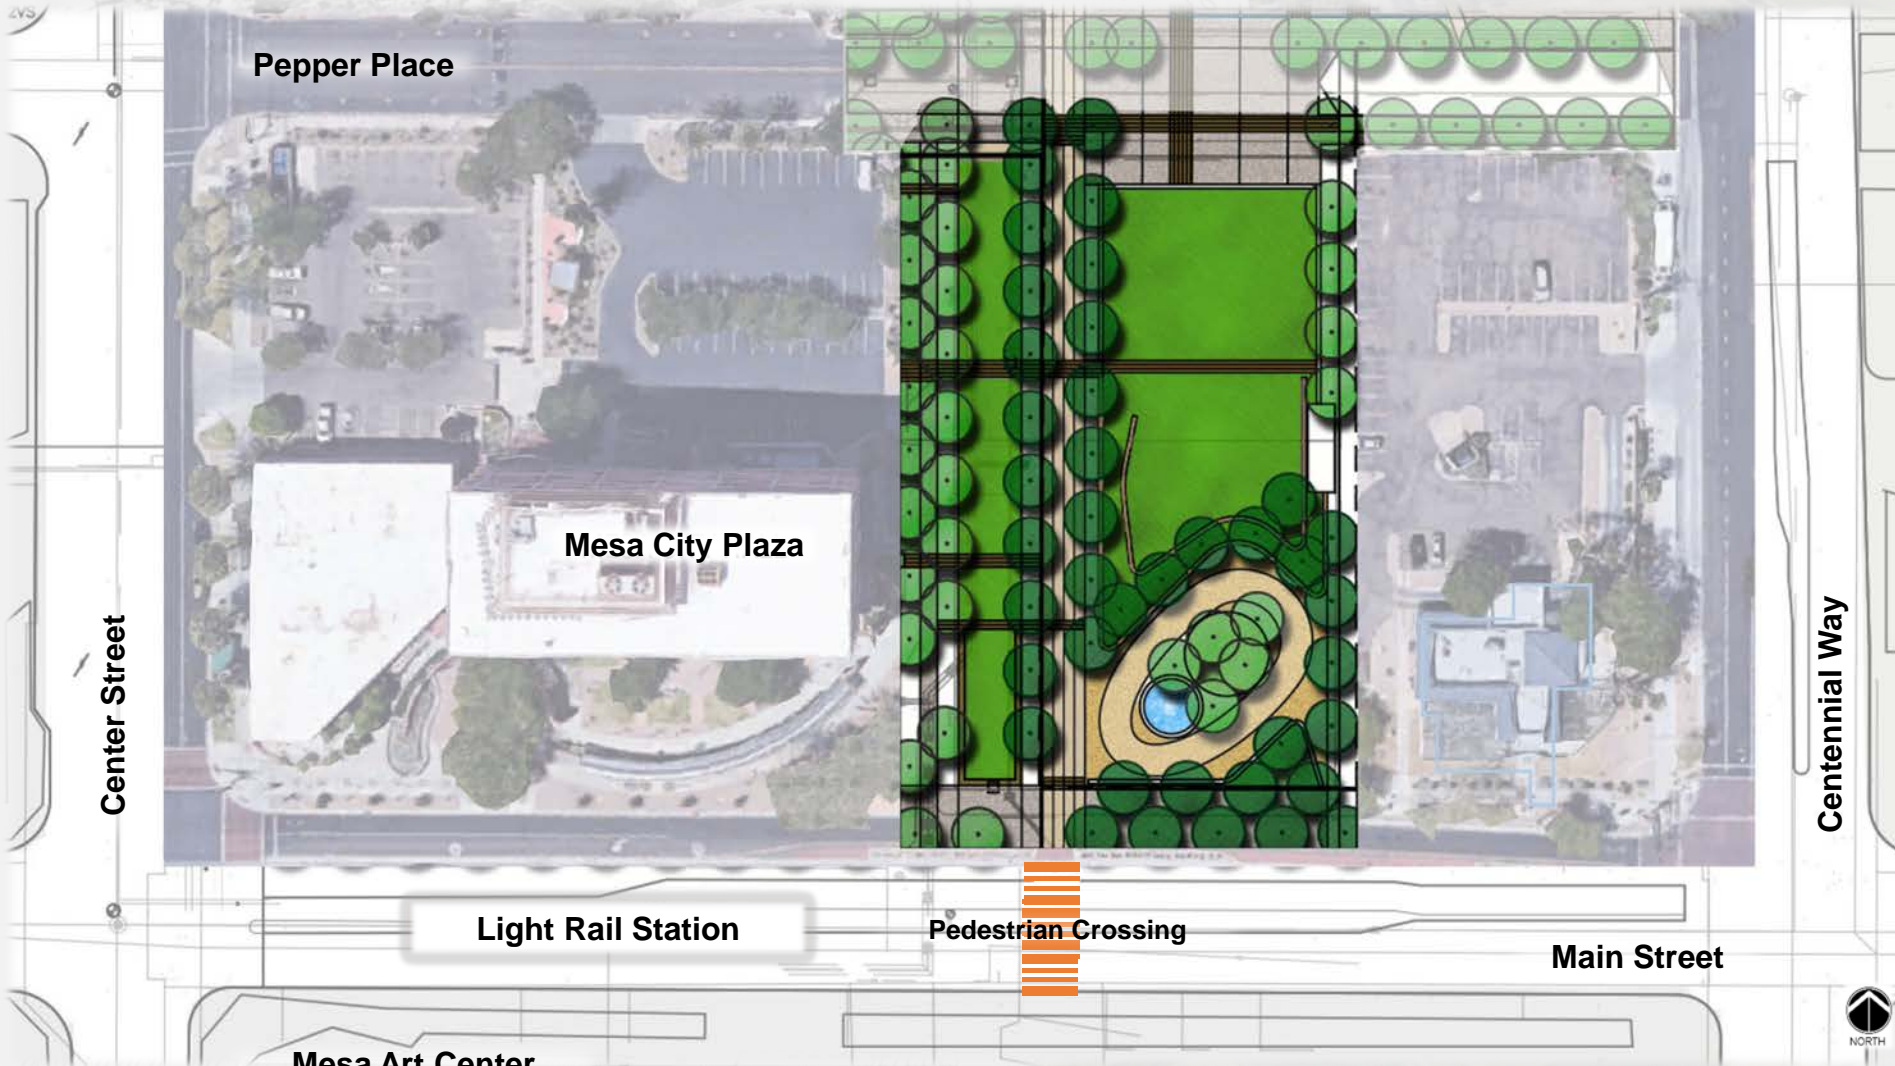 Pepper Place
Mesa City Plaza
Center Street
Centennial Way
Light Rail Station
Pedestrian Crossing
Main Street
NORTH
Mesa Art Center